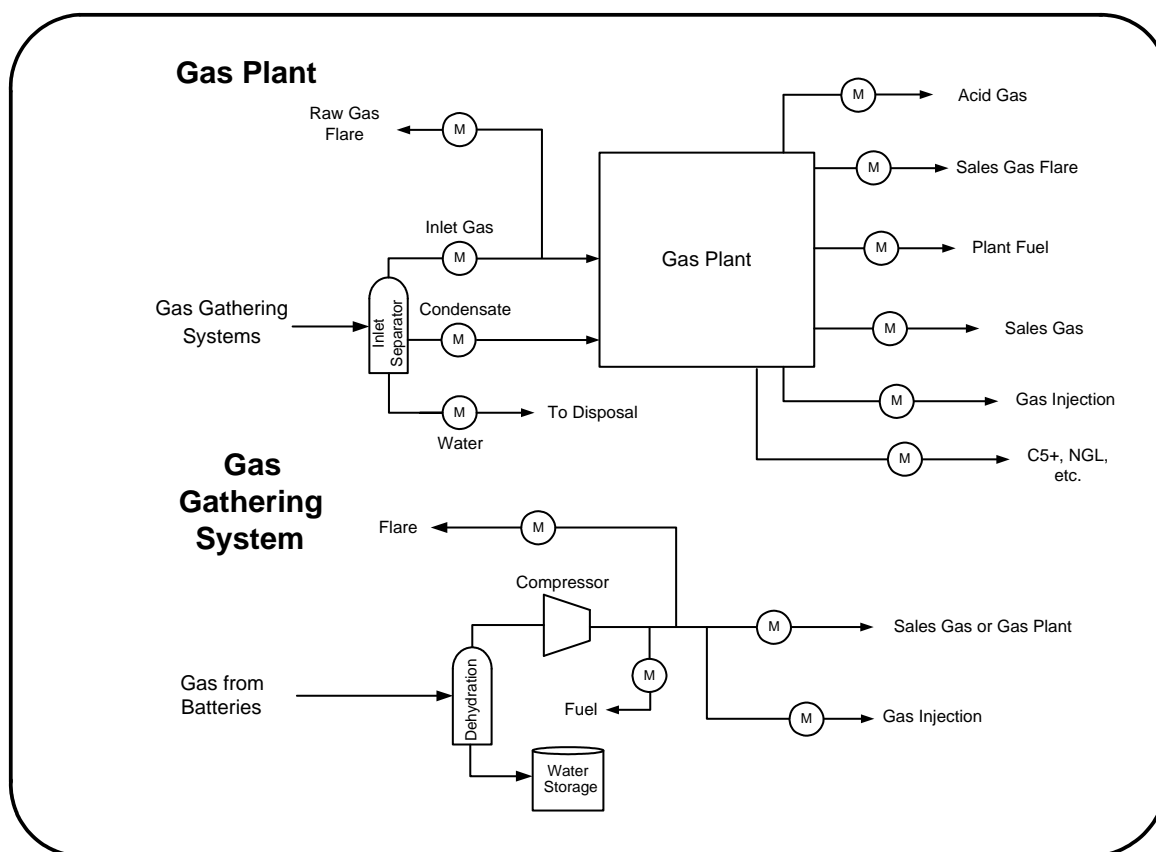 Gas Plant
Raw Gas
Flare
M
M
Acid Gas
M
Sales Gas Flare
Inlet Gas
M
Gas Plant
M
Plant Fuel
Gas Gathering
Systems
Inlet
Separator
Condensate
M
M
Sales Gas
M
To Disposal
Water
M
Gas Injection
M
C5+, NGL,
etc.
Gas
Gathering
System
Flare
M
Compressor
M
Sales Gas or Gas Plant
Gas from
Batteries
Dehydration
M
Fuel
M
Gas Injection
Water
Storage